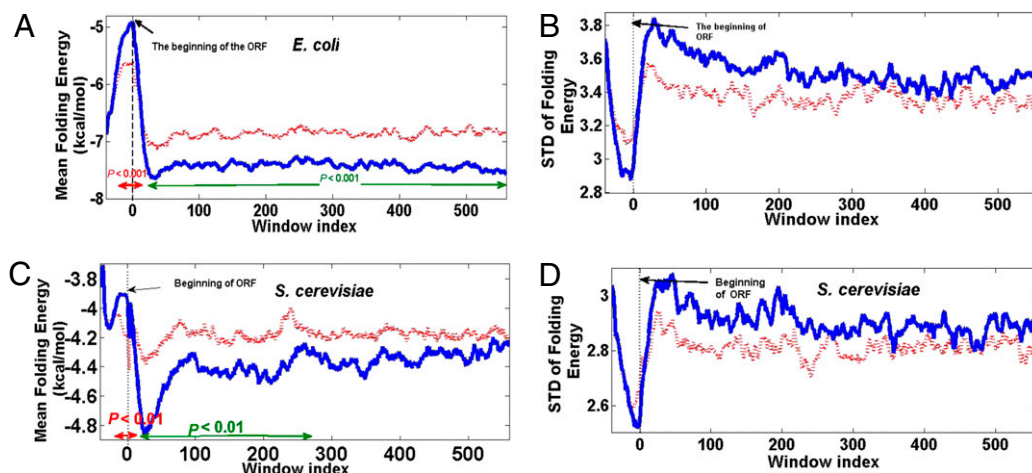 A
Mean Folding Energy
(kcal/mol)
-5
-6
-7
-8
The beginning of the ORF
E. coli
P < 0.001
P < 0.001
0 100 200 300 400 500
Window index
B
STD of Folding
Energy
3.8
3.6
3.4
3.2
3
2.8
The beginning of
ORF
0 100 200 300 400 500
Window index
C
Mean Folding Energy
(kcal/mol)
-3.8
-4
-4.2
-4.4
-4.6
-4.8
Beginning of ORF
S. cerevisiae
P < 0.01
P < 0.01
0 100 200 300 400 500
Window index
D
STD of Folding
Energy
3
2.8
2.6
Beginning
of ORF
S. cerevisiae
0 100 200 300 400 500
Window index